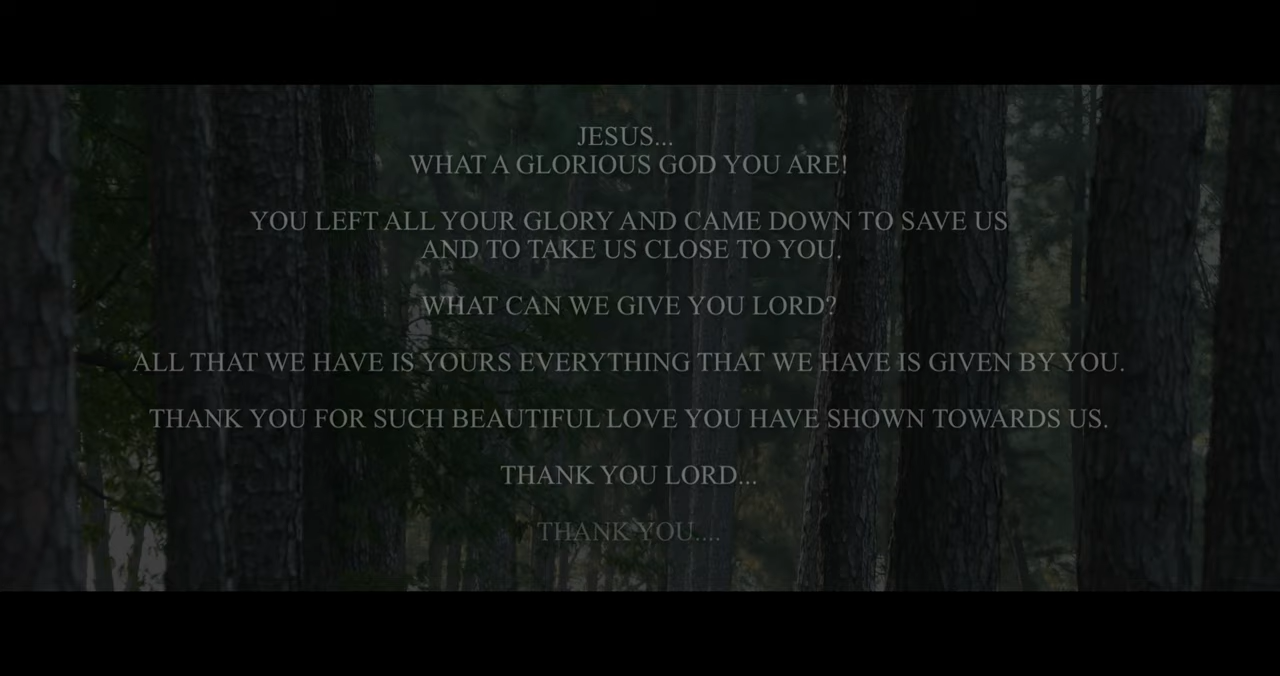 JESUS...
WHAT A GLORIOUS GOD YOU ARE!
YOU LEFT ALL YOUR GLORY AND CAME DOWN TO SAVE US
AND TO TAKE US CLOSE TO YOU.
WHAT CAN WE GIVE YOU LORD?
ALL THAT WE HAVE IS YOURS EVERYTHING THAT WE HAVE IS GIVEN BY YOU.
THANK YOU FOR SUCH BEAUTIFUL LOVE YOU HAVE SHOWN TOWARDS US.
THANK YOU LORD...
THANK YOU....